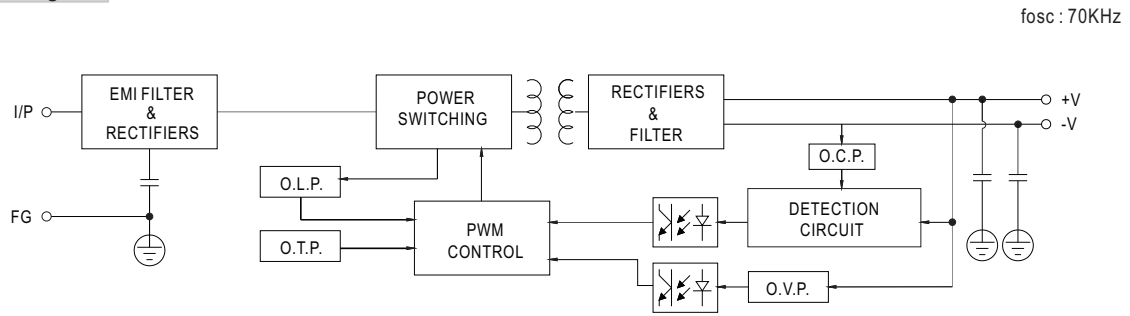 fosc : 70KHz
I/P
EMI FILTER
&
RECTIFIERS
POWER
SWITCHING
RECTIFIERS
&
FILTER
+V
-V
O.C.P.
O.L.P.
FG
PWM
CONTROL
DETECTION
CIRCUIT
O.T.P.
O.V.P.